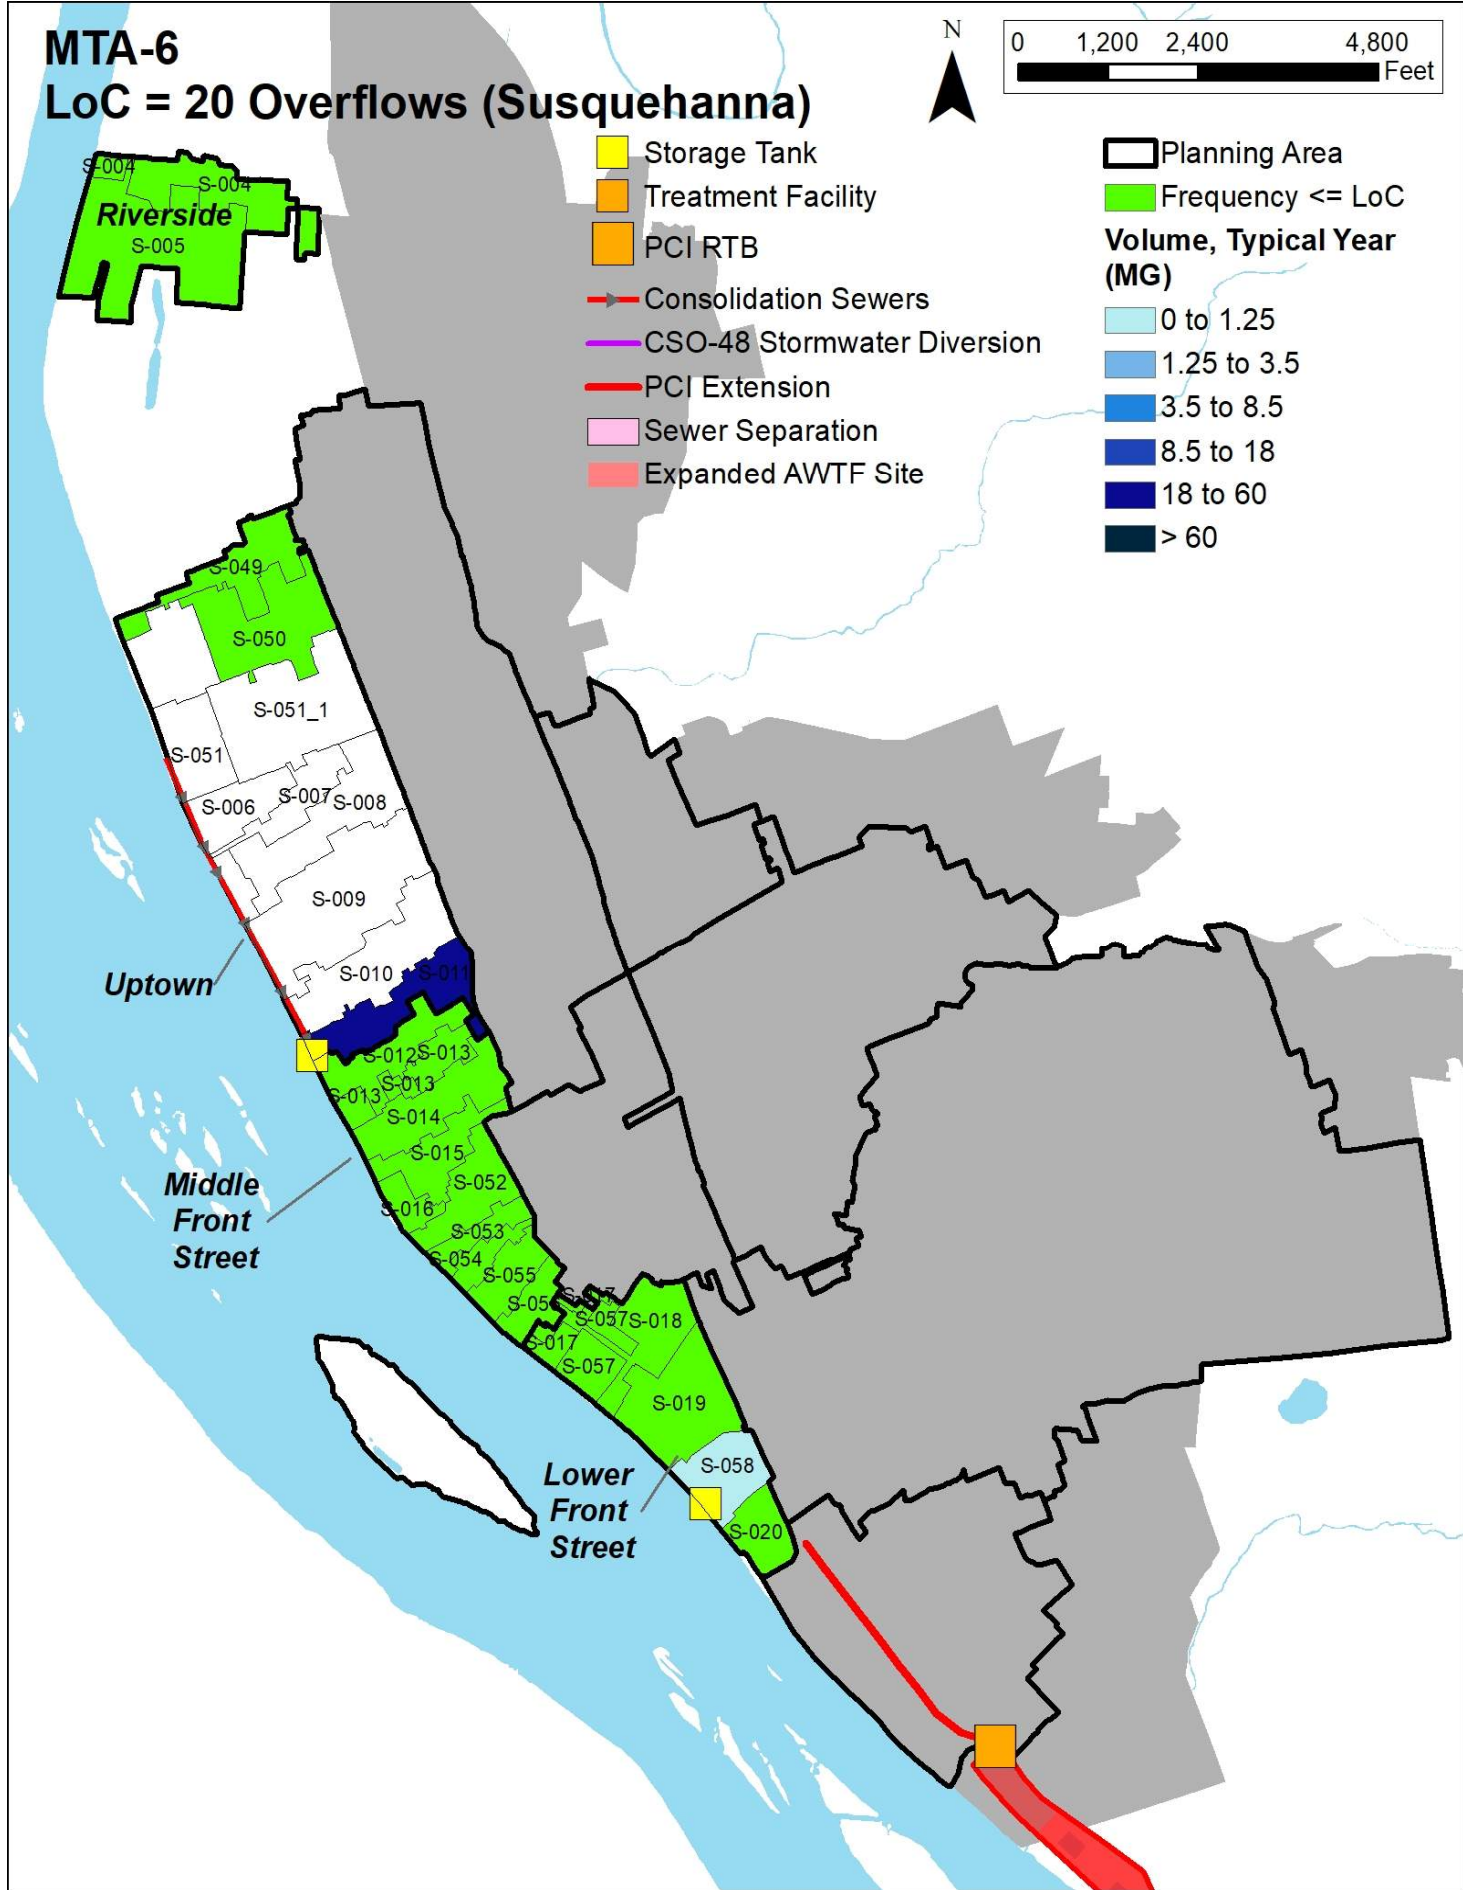 MTA-6
LoC = 20 Overflows (Susquehanna)
N
0 1,200 2,400 4,800
Feet
Storage Tank
Treatment Facility
PCI RTB
Consolidation Sewers
CSO-48 Stormwater Diversion
PCI Extension
Sewer Separation
Expanded AWTF Site
Planning Area
Frequency <= LoC
Volume, Typical Year
(MG)
0 to 1.25
1.25 to 3.5
3.5 to 8.5
8.5 to 18
18 to 60
> 60
S-004
S-004
Riverside
S-005
S-049
S-050
S-051_1
S-051
S-006
S-007
S-008
S-009
S-010
S-011
Uptown
S-012
S-013
S-013
S-013
S-014
S-015
S-052
S-016
S-053
S-054
S-055
S-056
Middle
Front
Street
S-017
S-057
S-018
S-017
S-057
S-019
S-058
S-020
Lower
Front
Street